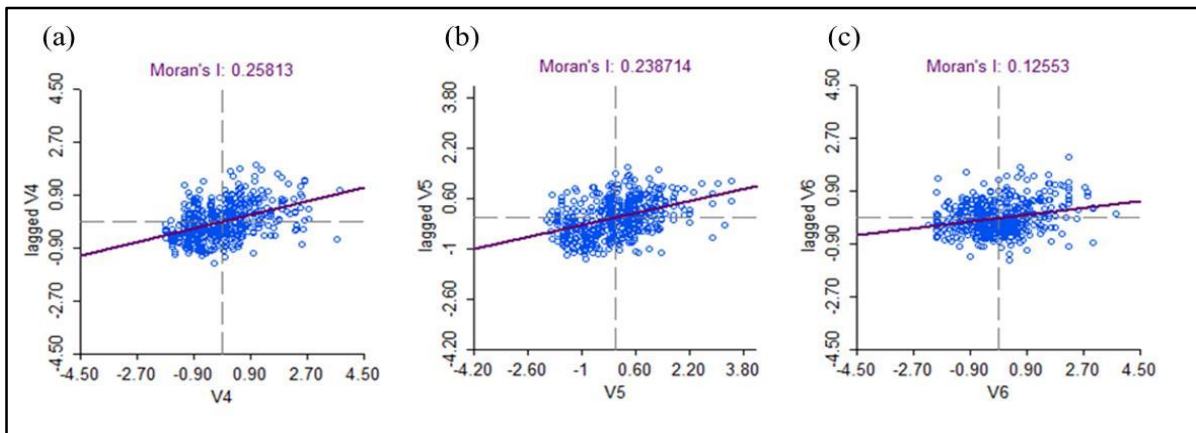 (a)
Moran's I: 0.25813
lagged V4
4.50
2.70
0.90
-0.90
-2.70
-4.50
-4.50 -2.70 -0.90 0.90 2.70 4.50
V4
(b)
Moran's I: 0.238714
lagged V5
3.80
2.20
0.60
-1
-2.60
-4.20
-4.20 -2.60 -1 0.60 2.20 3.80
V5
(c)
Moran's I: 0.12553
lagged V6
4.50
2.70
0.90
-0.90
-2.70
-4.50
-4.50 -2.70 -0.90 0.90 2.70 4.50
V6